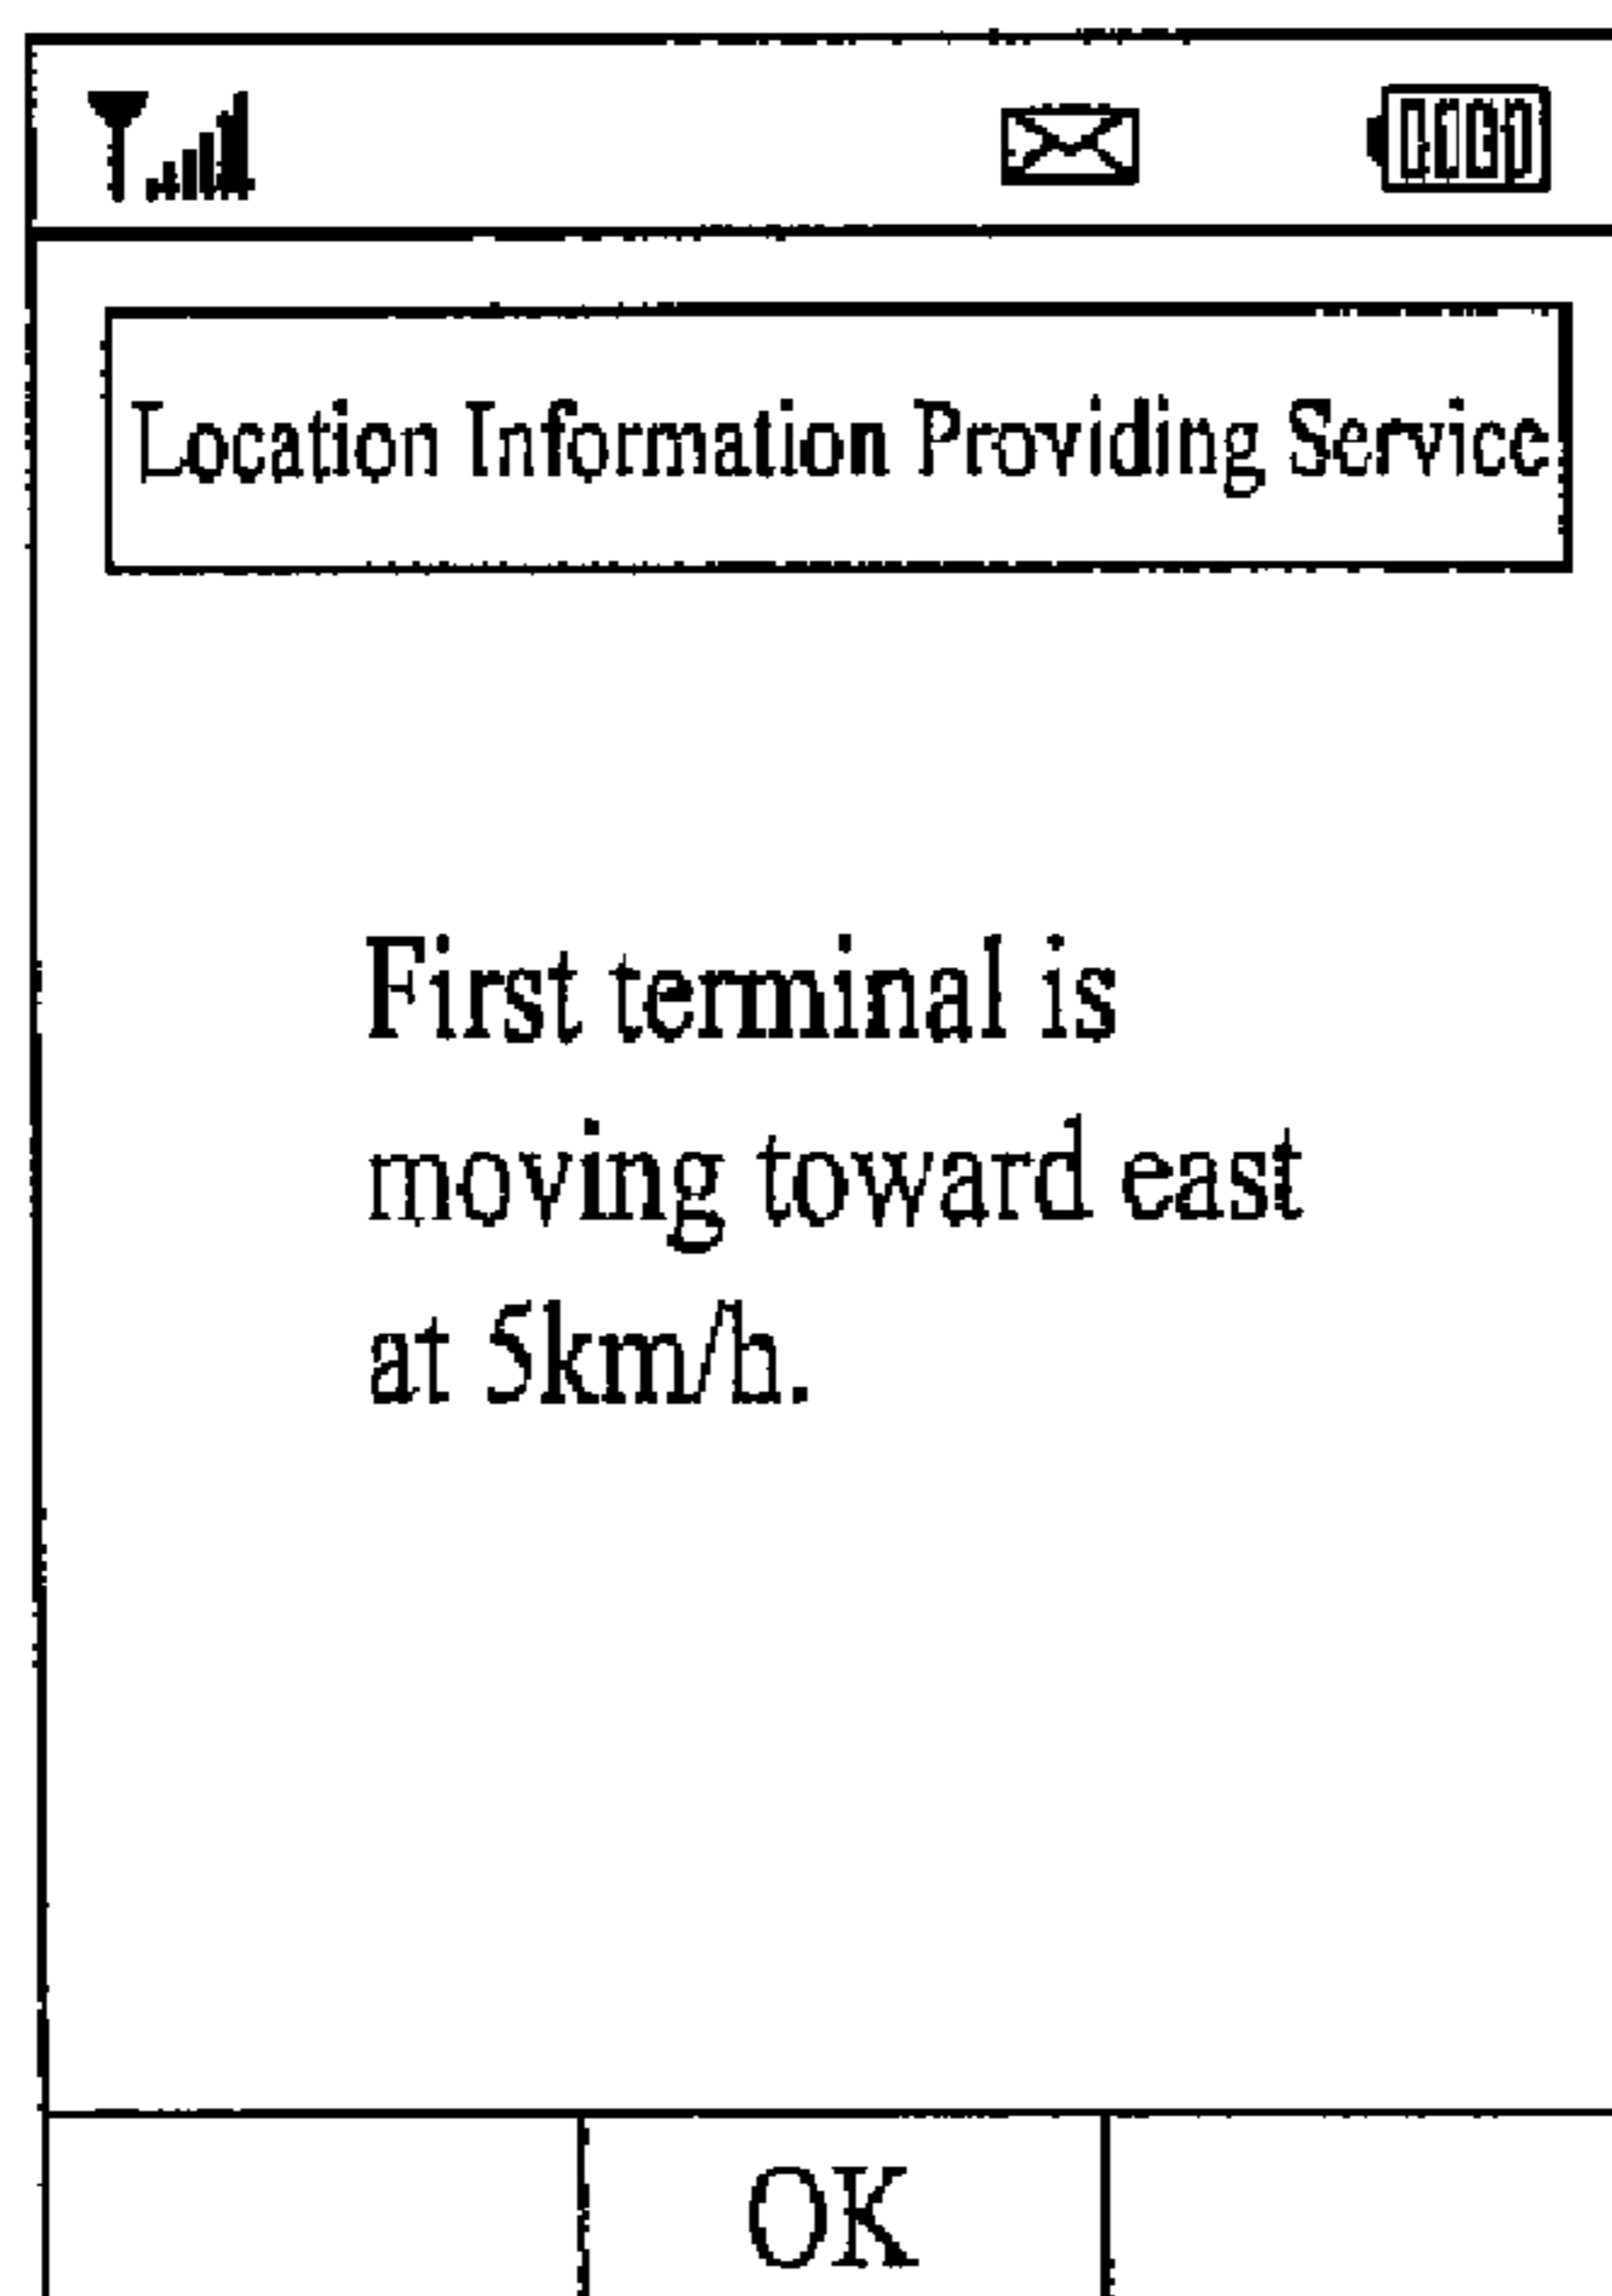 Location Information Providing Service
First terminal is
moving toward east
at 5km/h.
OK